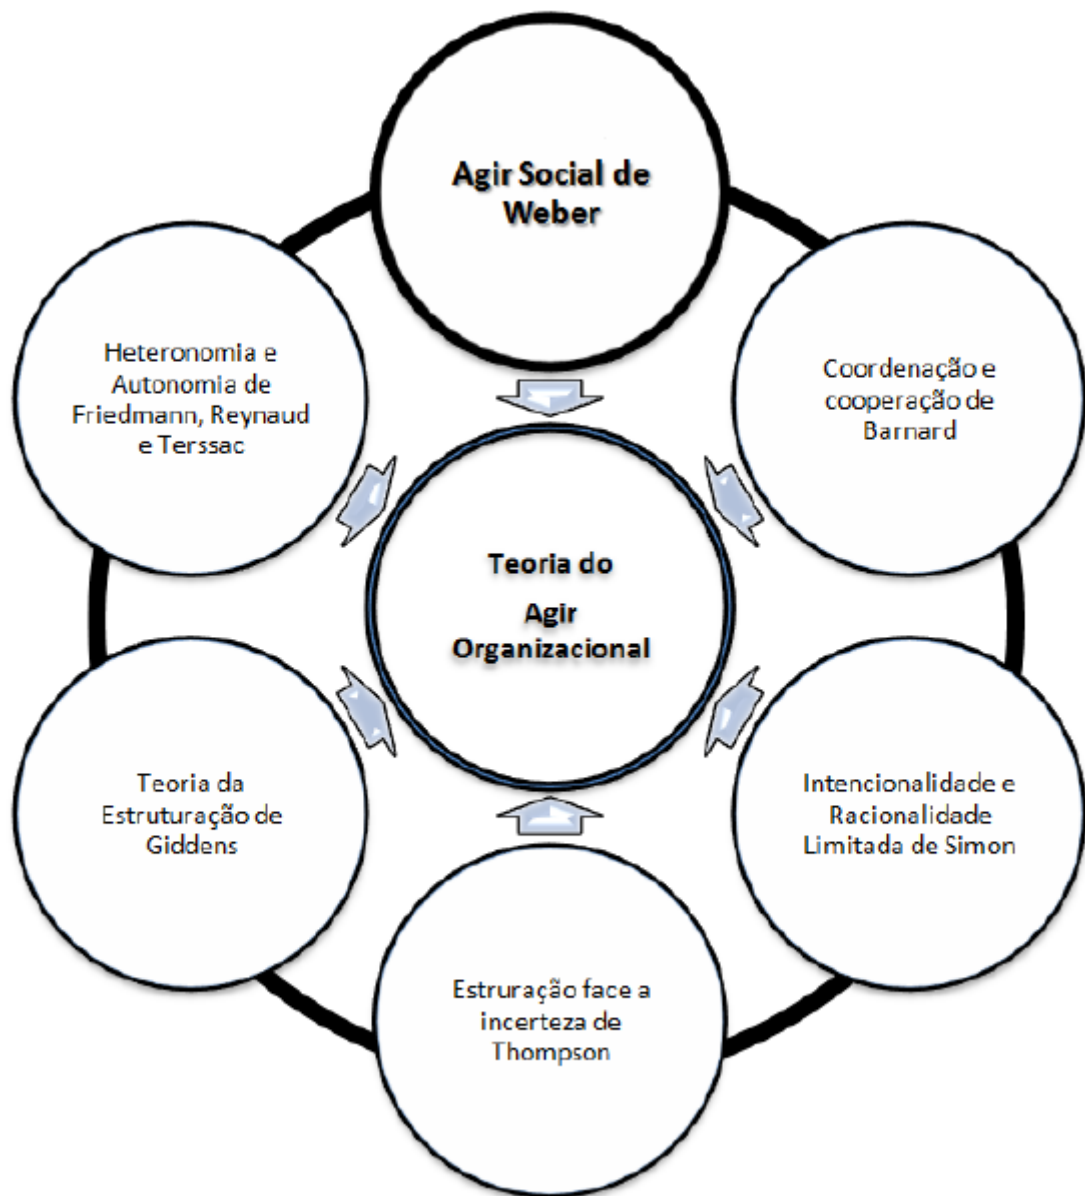 Agir Social de
Weber
Coordenação e
cooperação de
Barnard
Intencionalidade e
Racionalidade
Limitada de Simon
Estruração face a
incerteza de
Thompson
Teoria da
Estruturação de
Giddens
Heteronomia e
Autonomia de
Friedmann, Reynaud
e Terssac
Teoria do
Agir
Organizacional